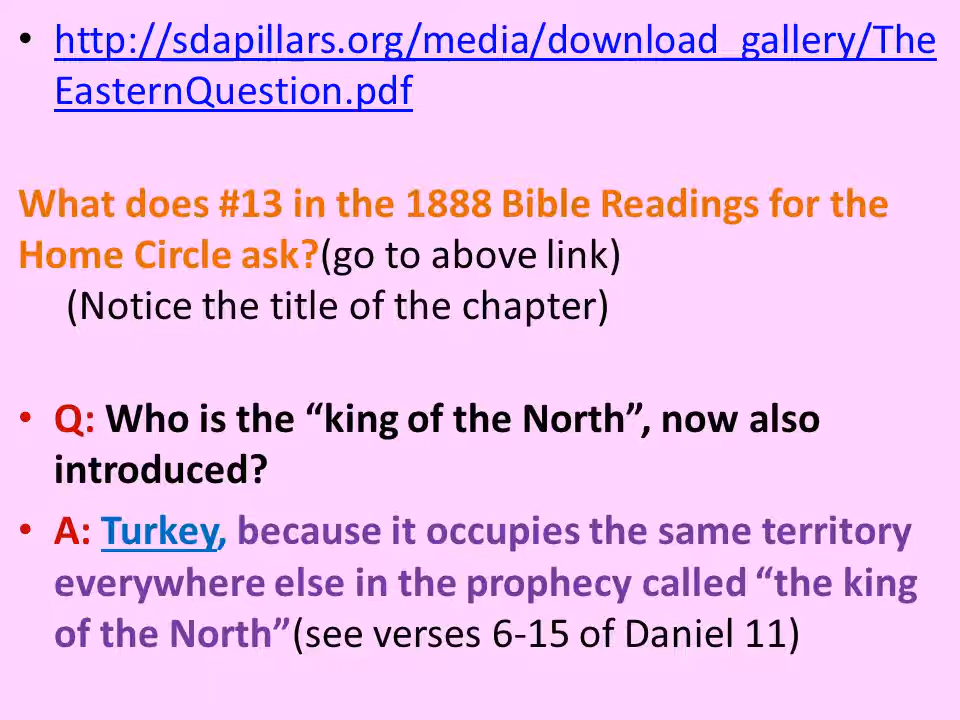 • http://sdapillars.org/media/download_gallery/The
EasternQuestion.pdf
What does #13 in the 1888 Bible Readings for the
Home Circle ask?(go to above link)
(Notice the title of the chapter)
• Q: Who is the “king of the North”, now also
introduced?
• A: Turkey, because it occupies the same territory
everywhere else in the prophecy called “the king
of the North”(see verses 6-15 of Daniel 11)